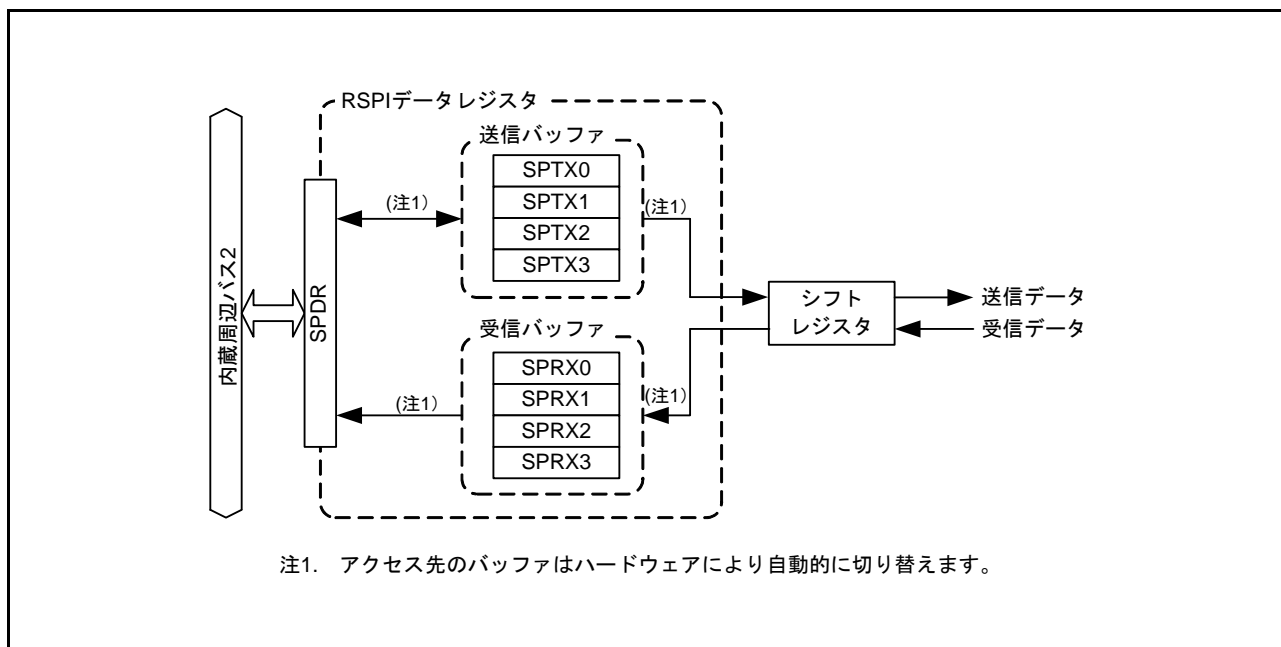 RSPIデータレジスタ
送信バッファ
SPTX0
SPTX1
SPTX2
SPTX3
(注1)
(注1)
内蔵周辺バス2
SPDR
シフト
レジスタ
送信データ
受信データ
受信バッファ
SPRX0
SPRX1
SPRX2
SPRX3
(注1)
(注1)
注1. アクセス先のバッファはハードウェアにより自動的に切り替えます。